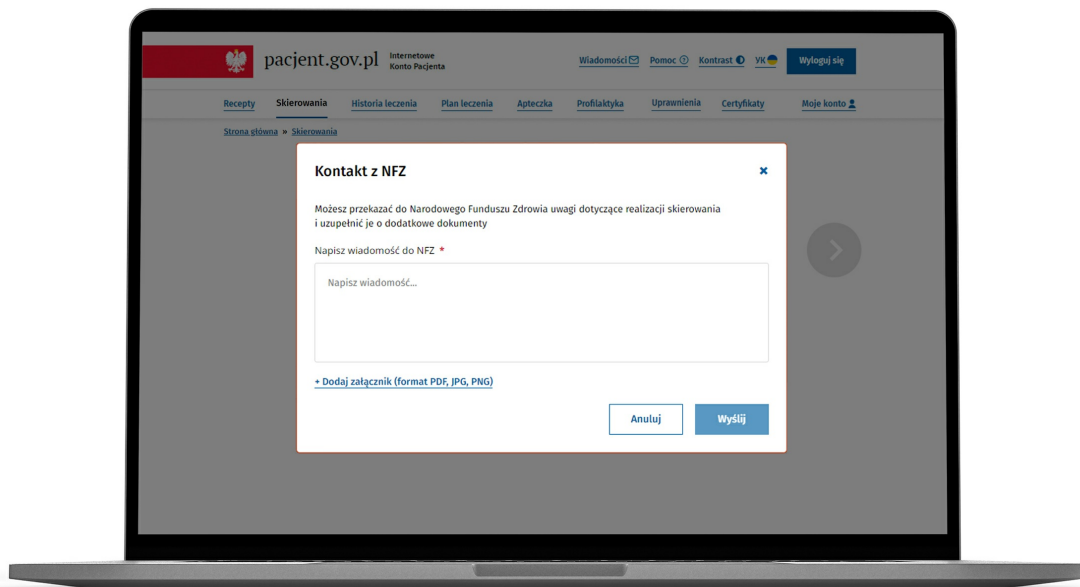 pacjent.gov.pl
Internetowe
Konto Pacjenta
Wiadomości
Pomoc
Kontrast
УК
Wyloguj się
Recepty
Skierowania
Historia leczenia
Plan leczenia
Apteczka
Profilaktyka
Uprawnienia
Certyfikaty
Moje konto
Strona główna » Skierowania
Kontakt z NFZ
Możesz przekazać do Narodowego Funduszu Zdrowia uwagi dotyczące realizacji skierowania
i uzupełnić je o dodatkowe dokumenty
Napisz wiadomość do NFZ *
Napisz wiadomość...
+ Dodaj załącznik (format PDF, JPG, PNG)
Anuluj
Wyślij